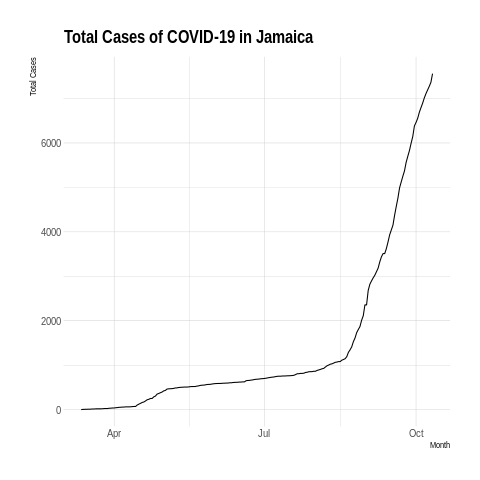 Total Cases of COVID-19 in Jamaica
Total Cases
6000
4000
2000
0
Apr Jul Oct
Month